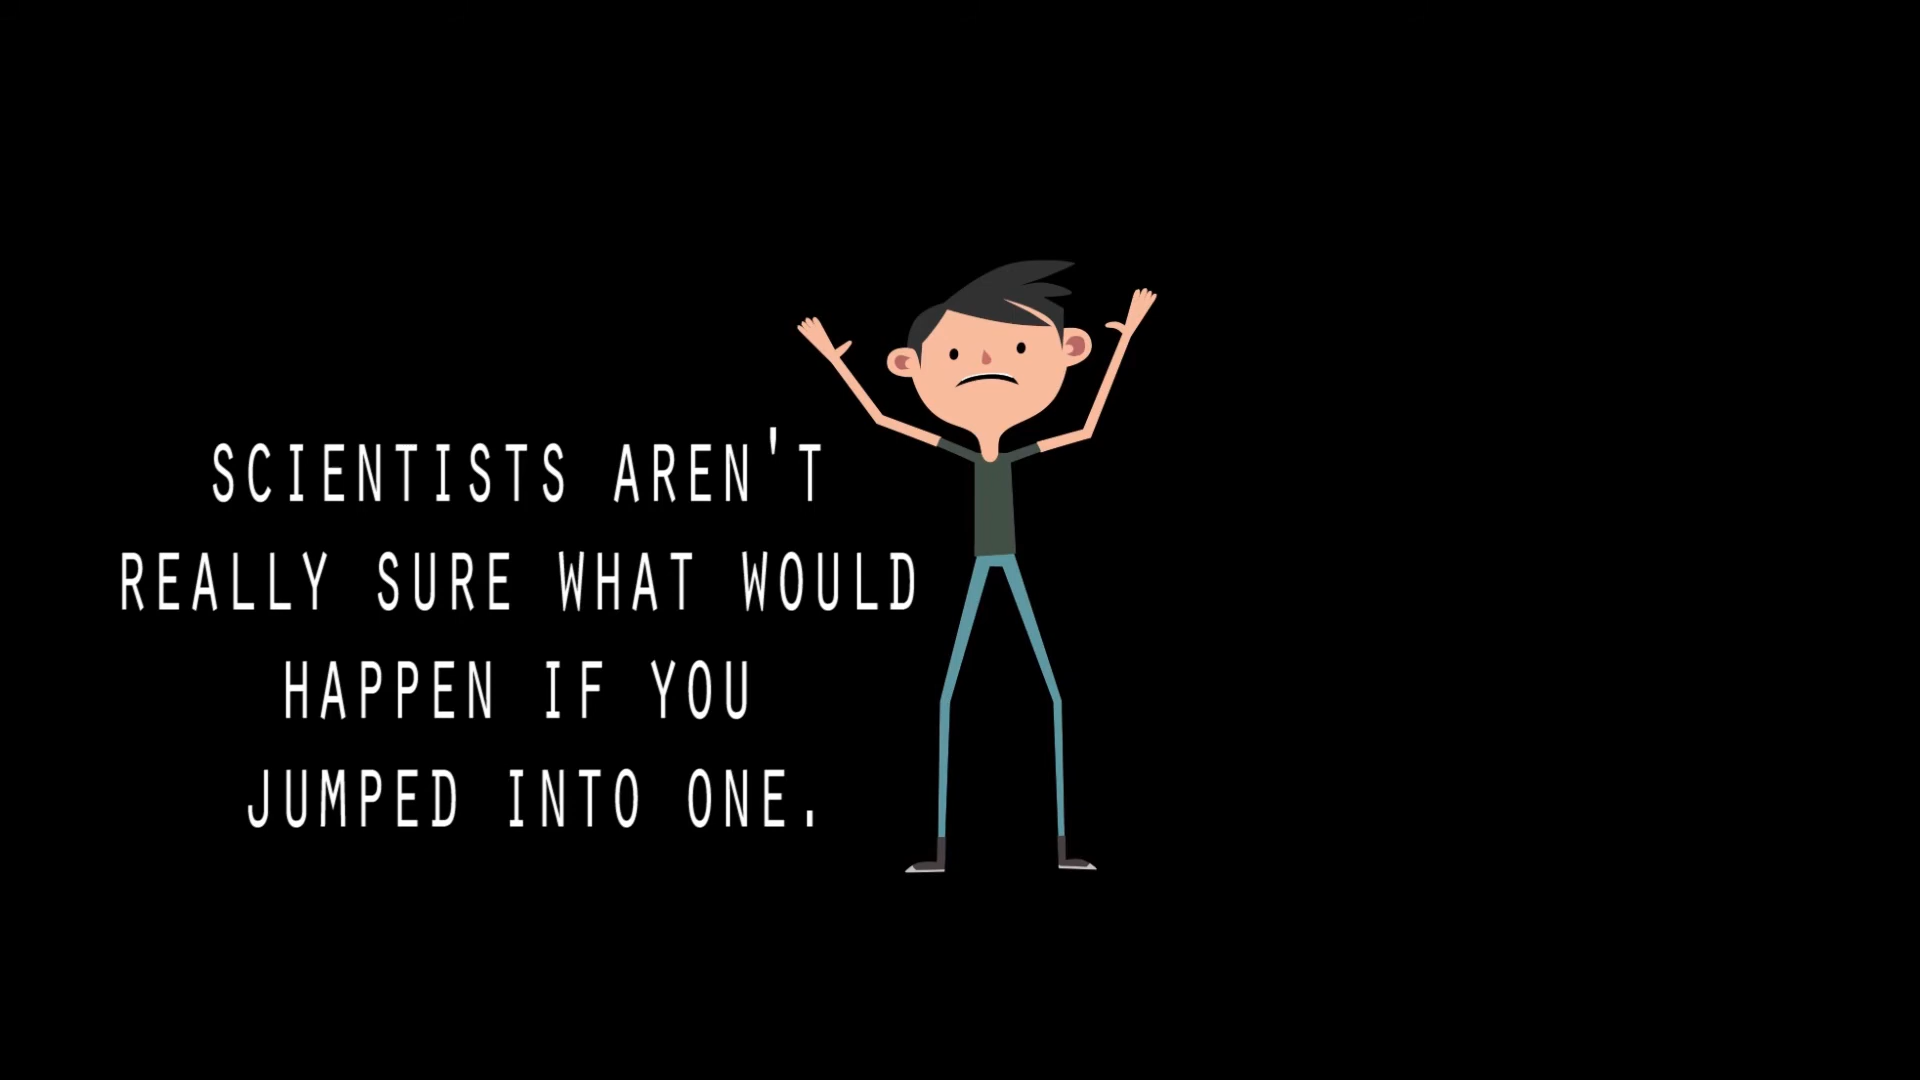 SCIENTISTS AREN'T
REALLY SURE WHAT WOULD
HAPPEN IF YOU
JUMPED INTO ONE.